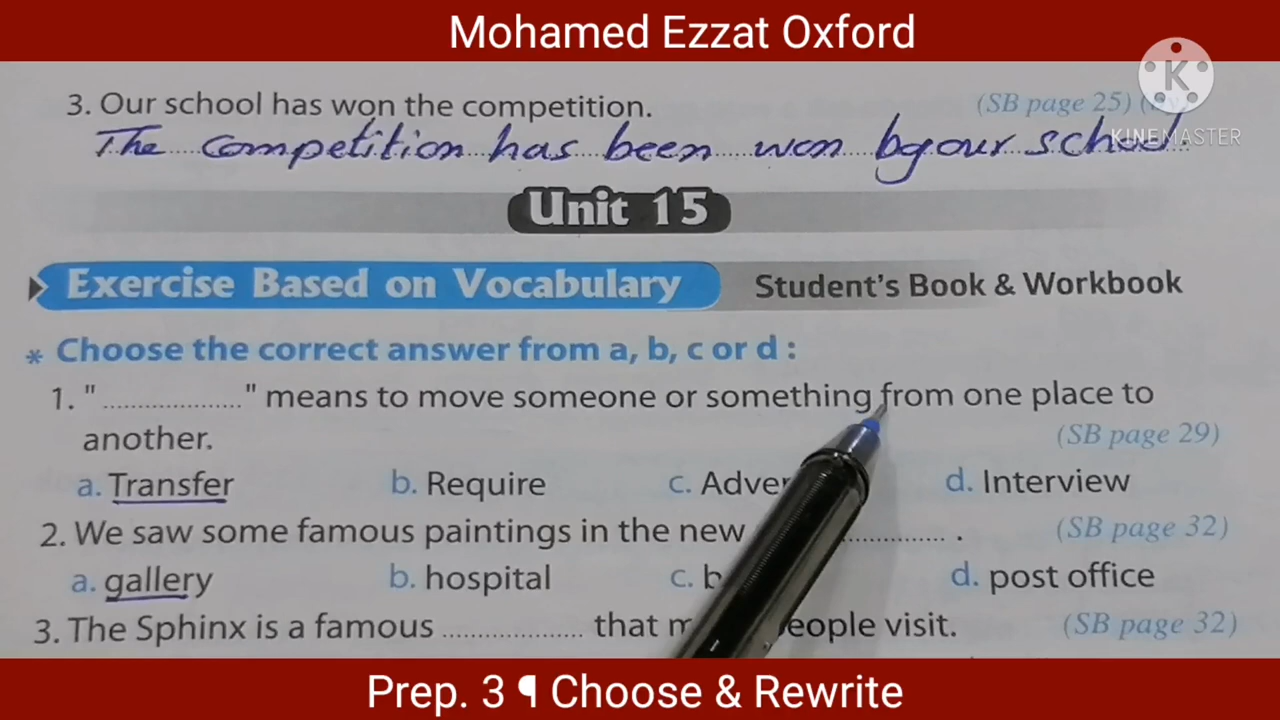 Mohamed Ezzat Oxford
3. Our school has won the competition. (SB page 25)
The competition has been won by our school.
KINEMASTER
Unit 15
Exercise Based on Vocabulary Student's Book & Workbook
* Choose the correct answer from a, b, c or d :
1. " .................... " means to move someone or something from one place to
another. (SB page 29)
a. Transfer b. Require c. d. Interview
2. We saw some famous paintings in the new .................... . (SB page 32)
a. gallery b. hospital c. d. post office
3. The Sphinx is a famous .................... that people visit. (SB page 32)
Prep. 3 ¶ Choose & Rewrite